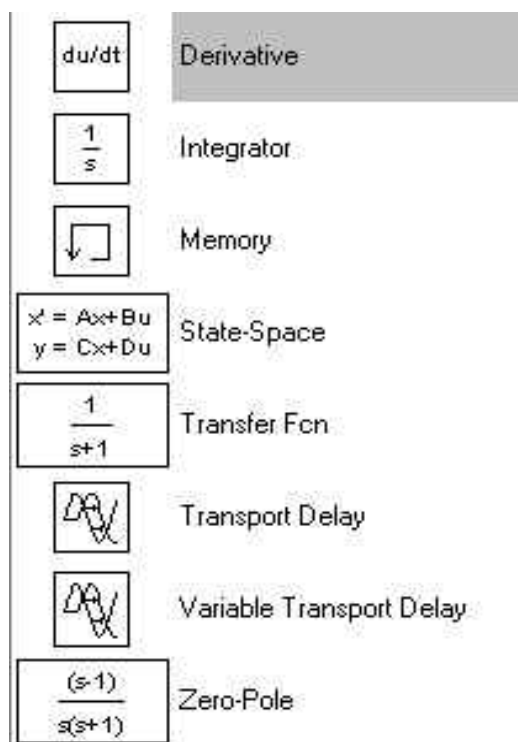 du/dt Derivative
1
s Integrator
Memory
x' = Ax+Bu
y = Cx+Du State-Space
1
s+1 Transfer Fcn
Transport Delay
Variable Transport Delay
(s-1)
s(s+1) Zero-Pole